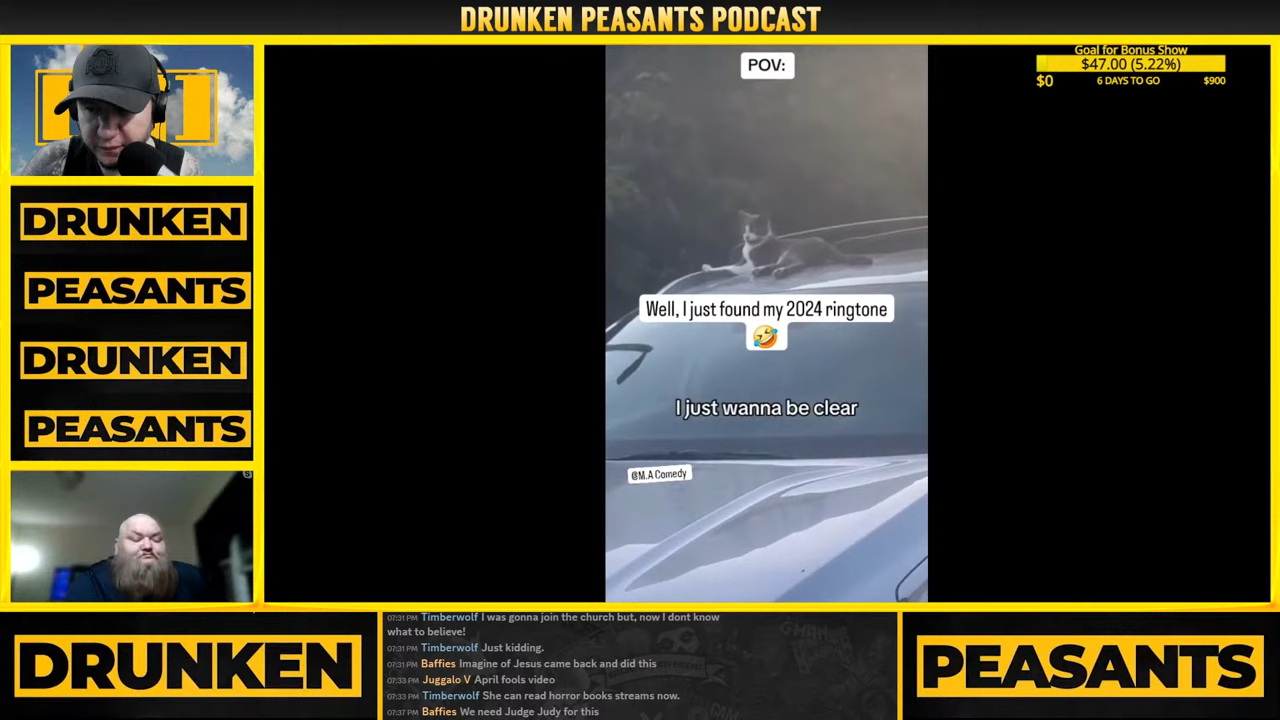 DRUNKEN PEASANTS PODCAST
Goal for Bonus Show
$47.00 (5.22%)
$0
6 DAYS TO GO
$900
POV:
DRUNKEN
PEASANTS
DRUNKEN
PEASANTS
Well, I just found my 2024 ringtone
🤣
I just wanna be clear
@M.A Comedy
07:31 PM Timberwolf I was gonna join the church but, now I dont know
what to believe!
07:31 PM Timberwolf Just kidding.
07:31 PM Baffies Imagine of Jesus came back and did this
07:33 PM Juggalo V April fools video
07:33 PM Timberwolf She can read horror books streams now.
07:37 PM Baffies We need Judge Judy for this
DRUNKEN
PEASANTS